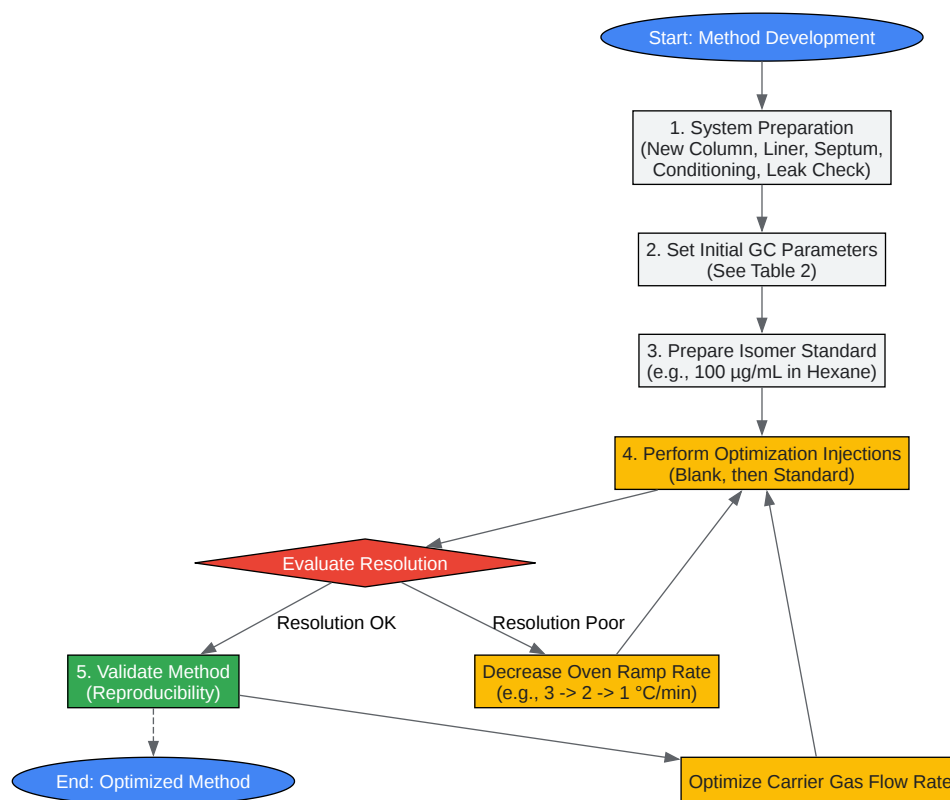 Start: Method Development
1. System Preparation
(New Column, Liner, Septum,
Conditioning, Leak Check)
2. Set Initial GC Parameters
(See Table 2)
3. Prepare Isomer Standard
(e.g., 100 µg/mL in Hexane)
4. Perform Optimization Injections
(Blank, then Standard)
Evaluate Resolution
Resolution OK
Resolution Poor
5. Validate Method
(Reproducibility)
Decrease Oven Ramp Rate
(e.g., 3 -> 2 -> 1 °C/min)
End: Optimized Method
Optimize Carrier Gas Flow Rate